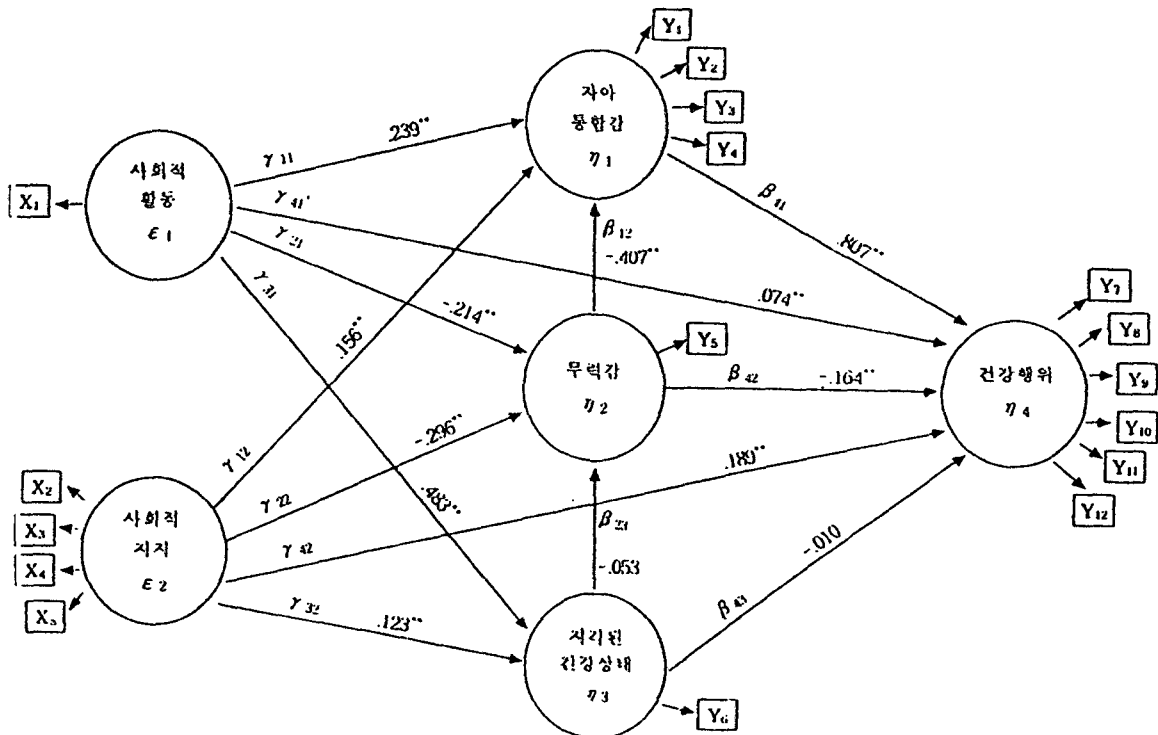 Y₁
Y₂
Y₃
Y₄
자아
통합감
η₁
사회적
활동
ε₁
X₁
γ₁₁
.239**
γ₄₁'
γ₂₁
γ₃₁
-.214**
.074**
β₁₂
-.407**
β₄₁
.807**
.156**
무력감
η₂
Y₅
β₄₂
-.164**
건강행위
η₄
Y₇
Y₈
Y₉
Y₁₀
Y₁₁
Y₁₂
사회적
지지
ε₂
X₂
X₃
X₄
X₅
γ₁₂
γ₂₂
-.296**
γ₄₂
.189**
γ₃₂
.123**
.483**
β₂₃
-.053
β₄₃
-.010
지각된
건강상태
η₃
Y₆